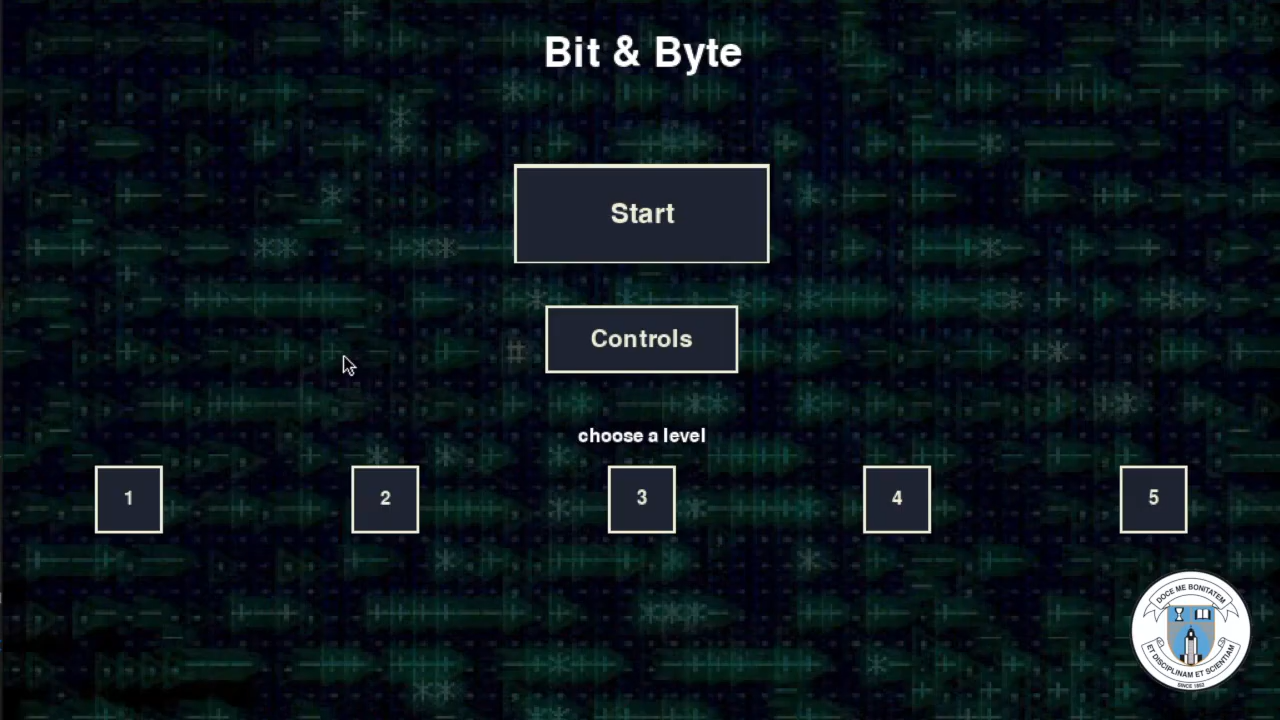 Bit & Byte
Start
Controls
choose a level
1
2
3
4
5
DOCE ME BONITATEM
ET DISCIPLINAM ET SCIENTIAM